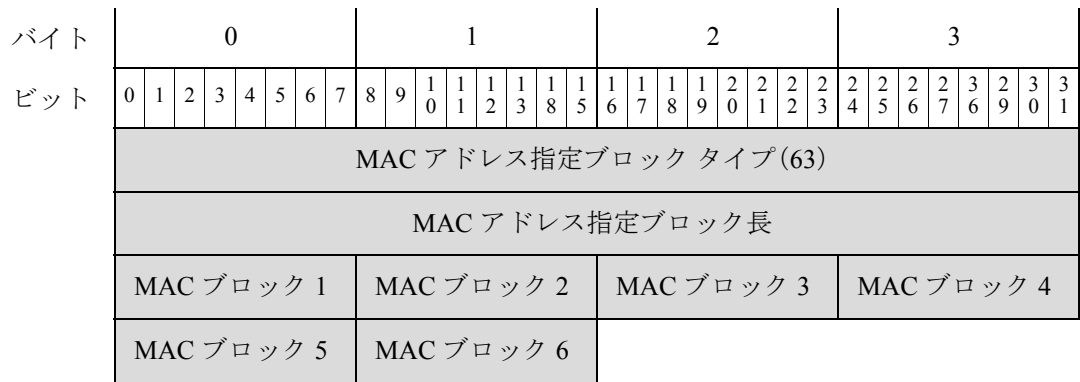 バイト 0 1 2 3
ビット 0 1 2 3 4 5 6 7 8 9 10 11 12 13 18 15 16 17 18 19 20 21 22 23 24 25 26 27 36 29 30 31
MAC アドレス指定ブロック タイプ(63)
MAC アドレス指定ブロック長
MAC ブロック 1 MAC ブロック 2 MAC ブロック 3 MAC ブロック 4
MAC ブロック 5 MAC ブロック 6